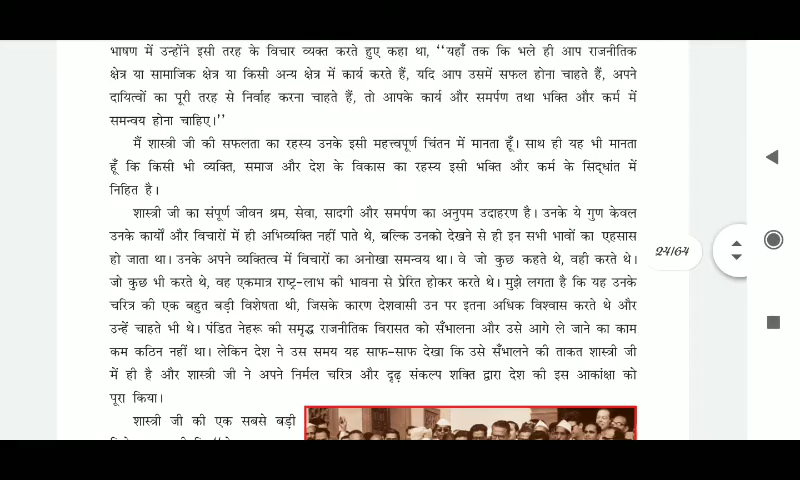 भाषण में उन्होंने इसी तरह के विचार व्यक्त करते हुए कहा था, ‘‘यहाँ तक कि भले ही आप राजनीतिक
क्षेत्र या सामाजिक क्षेत्र या किसी अन्य क्षेत्र में कार्य करते हैं, यदि आप उसमें सफल होना चाहते हैं, अपने
दायित्वों का पूरी तरह से निर्वाह करना चाहते हैं, तो आपके कार्य और समर्पण तथा भक्ति और कर्म में
समन्वय होना चाहिए।’’
मैं शास्त्री जी की सफलता का रहस्य उनके इसी महत्त्वपूर्ण चिंतन में मानता हूँ। साथ ही यह भी मानता
हूँ कि किसी भी व्यक्ति, समाज और देश के विकास का रहस्य इसी भक्ति और कर्म के सिद्धांत में
निहित है।
शास्त्री जी का संपूर्ण जीवन श्रम, सेवा, सादगी और समर्पण का अनुपम उदाहरण है। उनके ये गुण केवल
उनके कार्यों और विचारों में ही अभिव्यक्ति नहीं पाते थे, बल्कि उनको देखने से ही इन सभी भावों का एहसास
हो जाता था। उनके अपने व्यक्तित्व में विचारों का अनोखा समन्वय था। वे जो कुछ कहते थे, वही करते थे।
जो कुछ भी करते थे, वह एकमात्र राष्ट्र-लाभ की भावना से प्रेरित होकर करते थे। मुझे लगता है कि यह उनके
चरित्र की एक बहुत बड़ी विशेषता थी, जिसके कारण देशवासी उन पर इतना अधिक विश्वास करते थे और
उन्हें चाहते भी थे। पंडित नेहरू की समृद्ध राजनीतिक विरासत को सँभालना और उसे आगे ले जाने का काम
कम कठिन नहीं था। लेकिन देश ने उस समय यह साफ-साफ देखा कि उसे सँभालने की ताकत शास्त्री जी
में ही है और शास्त्री जी ने अपने निर्मल चरित्र और दृढ़ संकल्प शक्ति द्वारा देश की इस आकांक्षा को
पूरा किया।
शास्त्री जी की एक सबसे बड़ी
24/64